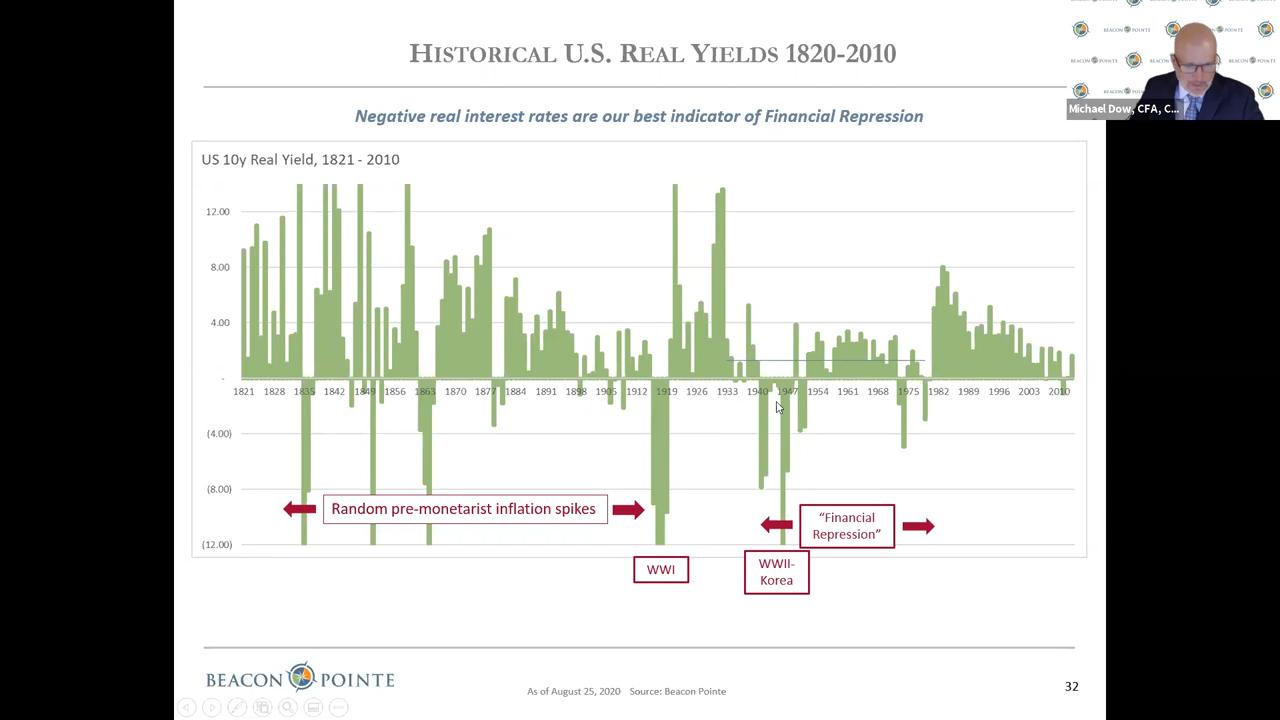 HISTORICAL U.S. REAL YIELDS 1820-2010
BEACON POINTE
BEACON POINTE
BEACON POINTE
Michael Dow, CFA, C...
Negative real interest rates are our best indicator of Financial Repression
US 10y Real Yield, 1821 - 2010
12.00
8.00
4.00
-
1821 1828 1835 1842 1849 1856 1863 1870 1877 1884 1891 1898 1905 1912 1919 1926 1933 1940 1947 1954 1961 1968 1975 1982 1989 1996 2003 2010
(4.00)
(8.00)
(12.00)
Random pre-monetarist inflation spikes
"Financial
Repression"
WWI
WWII-
Korea
BEACON POINTE
As of August 25, 2020 Source: Beacon Pointe
32